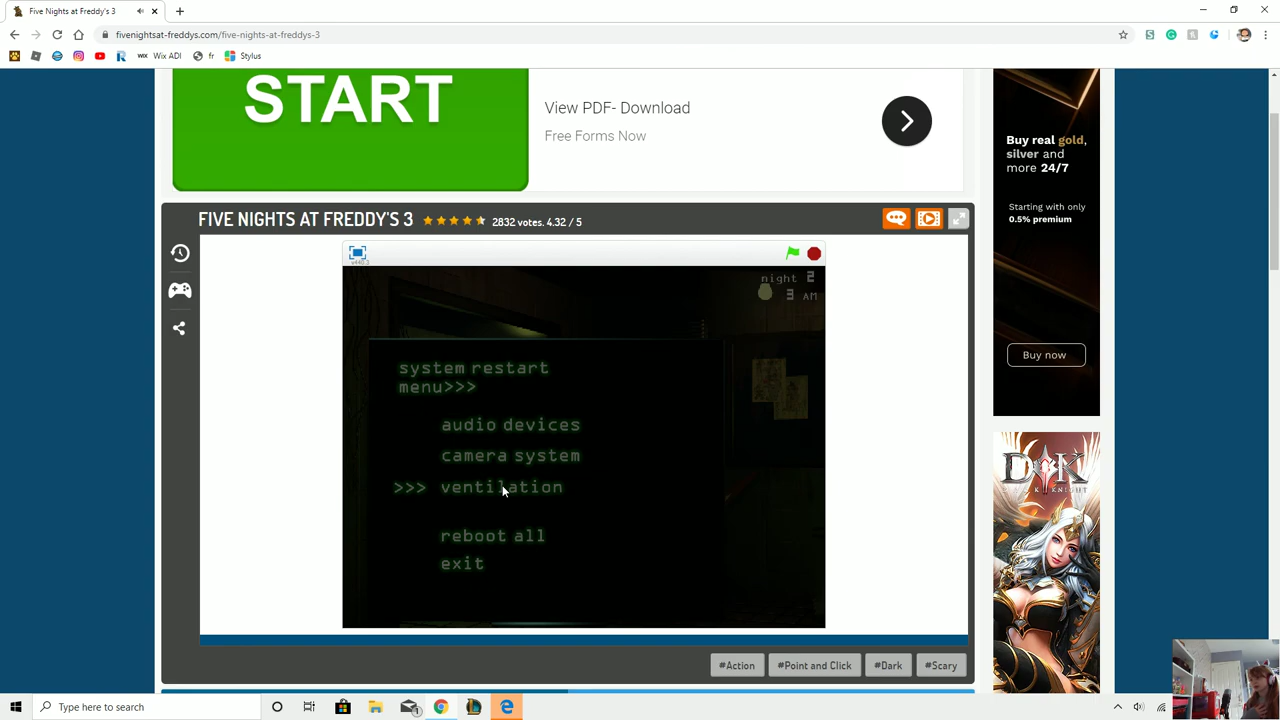 Five Nights at Freddy's 3
fivenightsat-freddys.com/five-nights-at-freddys-3
WiX Wix ADI
fr
Stylus
START
View PDF- Download
Free Forms Now
Buy real gold,
silver and
more 24/7
Starting with only
0.5% premium
Buy now
FIVE NIGHTS AT FREDDY'S 3
2832 votes. 4.32 / 5
night 2
3 AM
system restart
menu>>>
audio devices
camera system
>>> ventilation
reboot all
exit
#Action
#Point and Click
#Dark
#Scary
Type here to search
1